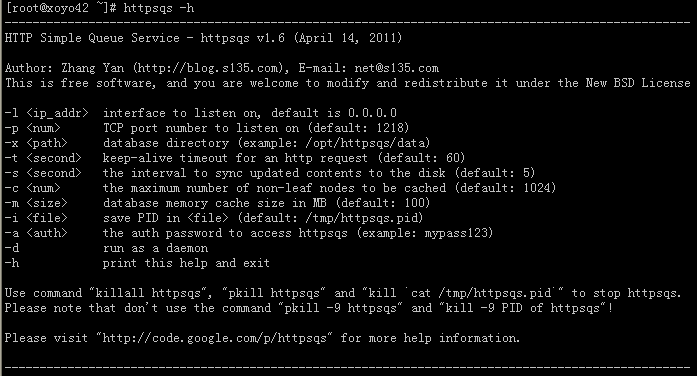 [root@xoyo42 ~]# httpsqs -h
--------------------------------------------------------------------------------------------------
HTTP Simple Queue Service - httpsqs v1.6 (April 14, 2011)
Author: Zhang Yan (http://blog.s135.com), E-mail: net@s135.com
This is free software, and you are welcome to modify and redistribute it under the New BSD License
-l <ip_addr>  interface to listen on, default is 0.0.0.0
-p <num>      TCP port number to listen on (default: 1218)
-x <path>     database directory (example: /opt/httpsqs/data)
-t <second>   keep-alive timeout for an http request (default: 60)
-s <second>   the interval to sync updated contents to the disk (default: 5)
-c <num>      the maximum number of non-leaf nodes to be cached (default: 1024)
-m <size>     database memory cache size in MB (default: 100)
-i <file>     save PID in <file> (default: /tmp/httpsqs.pid)
-a <auth>     the auth password to access httpsqs (example: mypass123)
-d            run as a daemon
-h            print this help and exit
Use command "killall httpsqs", "pkill httpsqs" and "kill `cat /tmp/httpsqs.pid`" to stop httpsqs.
Please note that don't use the command "pkill -9 httpsqs" and "kill -9 PID of httpsqs"!
Please visit "http://code.google.com/p/httpsqs" for more help information.
--------------------------------------------------------------------------------------------------